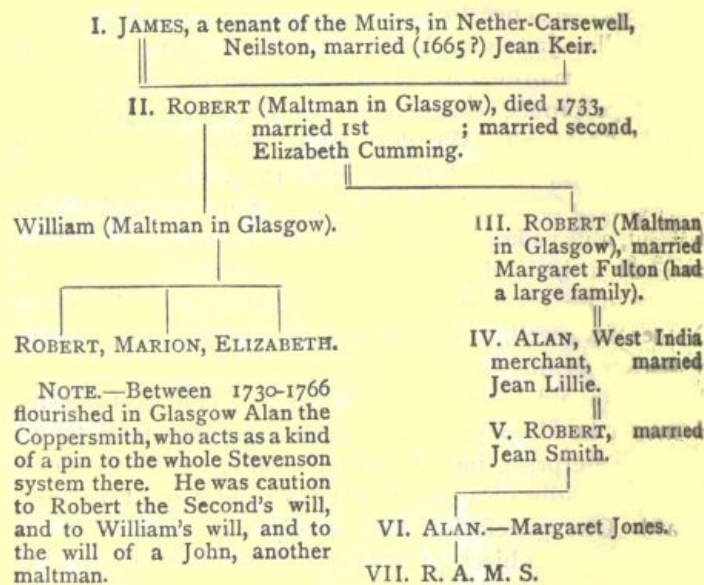 I. JAMES, a tenant of the Muirs, in Nether-Carsewell,
Neilston, married (1665?) Jean Keir.
II. ROBERT (Maltman in Glasgow), died 1733,
married 1st ; married second,
Elizabeth Cumming.
William (Maltman in Glasgow).
ROBERT, MARION, ELIZABETH.
NOTE.—Between 1730-1766
flourished in Glasgow Alan the
Coppersmith, who acts as a kind
of a pin to the whole Stevenson
system there. He was caution
to Robert the Second's will,
and to William's will, and to
the will of a John, another
maltman.
III. ROBERT (Maltman
in Glasgow), married
Margaret Fulton (had
a large family).
IV. ALAN, West India
merchant, married
Jean Lillie.
V. ROBERT, married
Jean Smith.
VI. ALAN.—Margaret Jones.
VII. R. A. M. S.